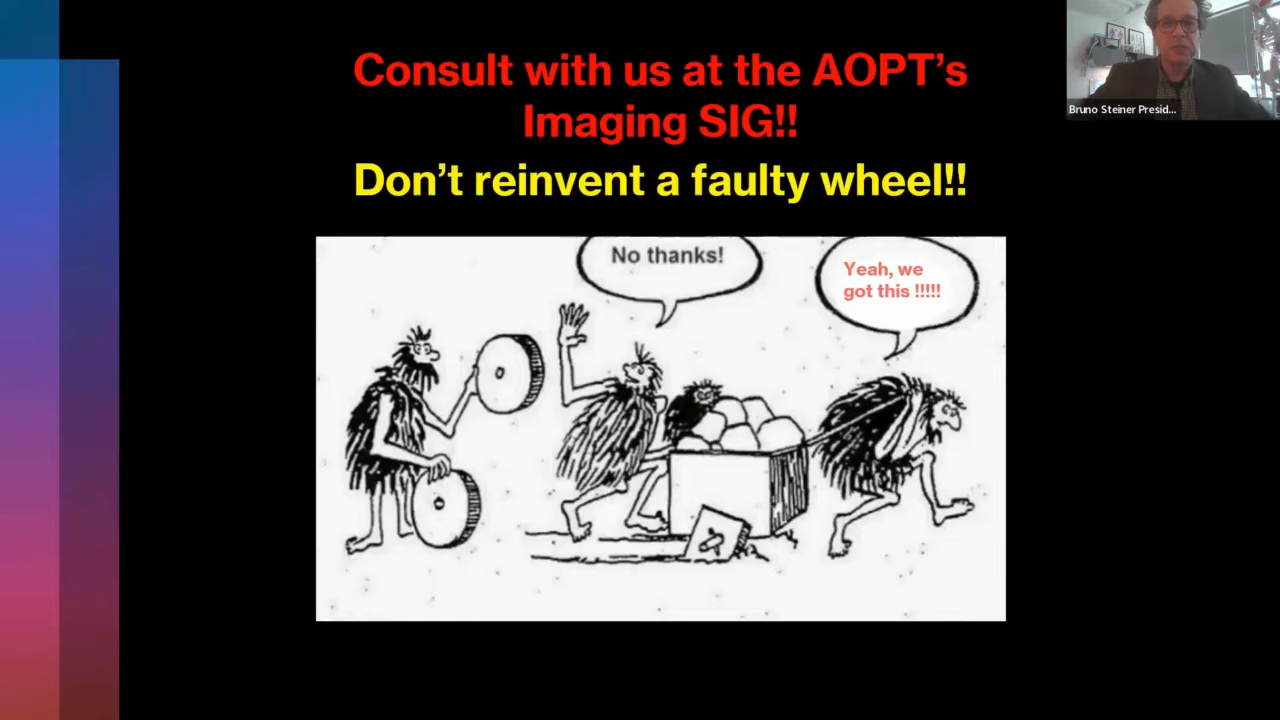 Consult with us at the AOPT’s
Imaging SIG!!
Don’t reinvent a faulty wheel!!
No thanks!
Yeah, we
got this !!!!!
Bruno Steiner Presid...